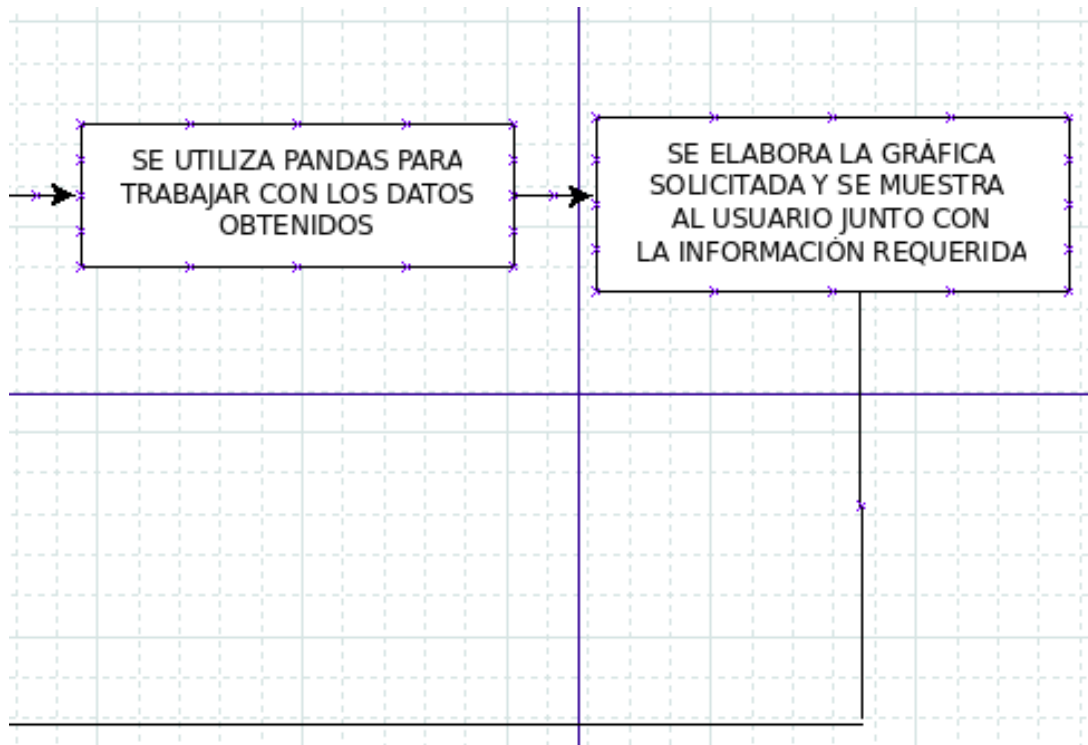 SE UTILIZA PANDAS PARA
TRABAJAR CON LOS DATOS
OBTENIDOS
SE ELABORA LA GRÁFICA
SOLICITADA Y SE MUESTRA
AL USUARIO JUNTO CON
LA INFORMACIÓN REQUERIDA